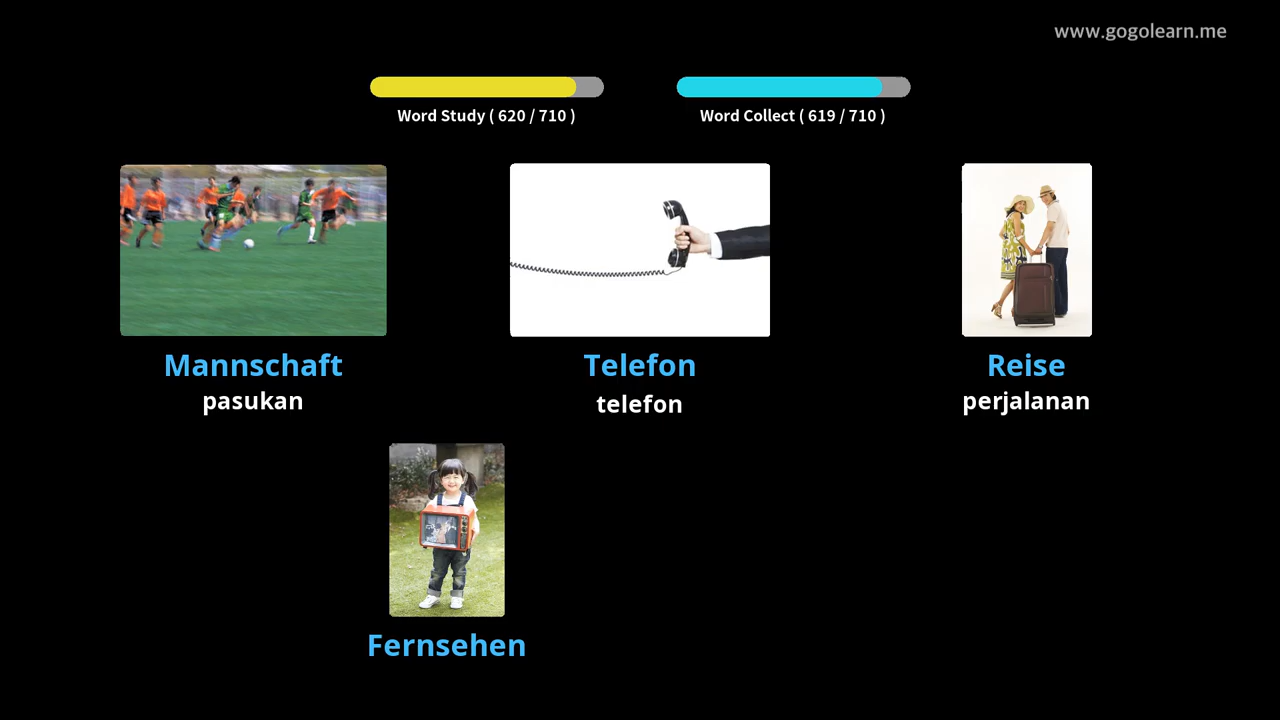 www.gogolearn.me
Word Study ( 620 / 710 )
Word Collect ( 619 / 710 )
Mannschaft
pasukan
Telefon
telefon
Reise
perjalanan
Fernsehen